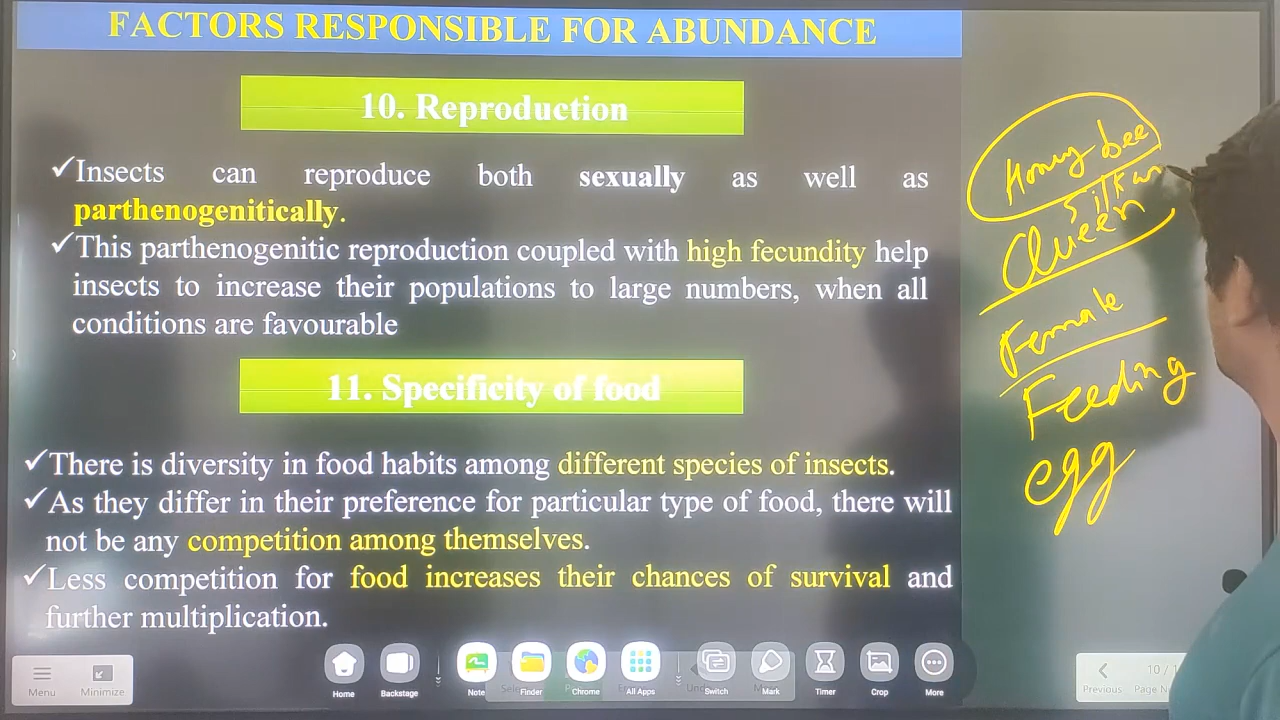 FACTORS RESPONSIBLE FOR ABUNDANCE
10. Reproduction
✓Insects can reproduce both sexually as well as
parthenogenitically.
✓This parthenogenitic reproduction coupled with high fecundity help
insects to increase their populations to large numbers, when all
conditions are favourable
11. Specificity of food
✓There is diversity in food habits among different species of insects.
✓As they differ in their preference for particular type of food, there will
not be any competition among themselves.
✓Less competition for food increases their chances of survival and
further multiplication.
Honey bee
Queen
Female
Feeding
egg
Menu
Minimize
Home
Backstage
Note
Finder
Chrome
All Apps
Switch
Mark
Timer
Crop
More
Previous
10 /
Page